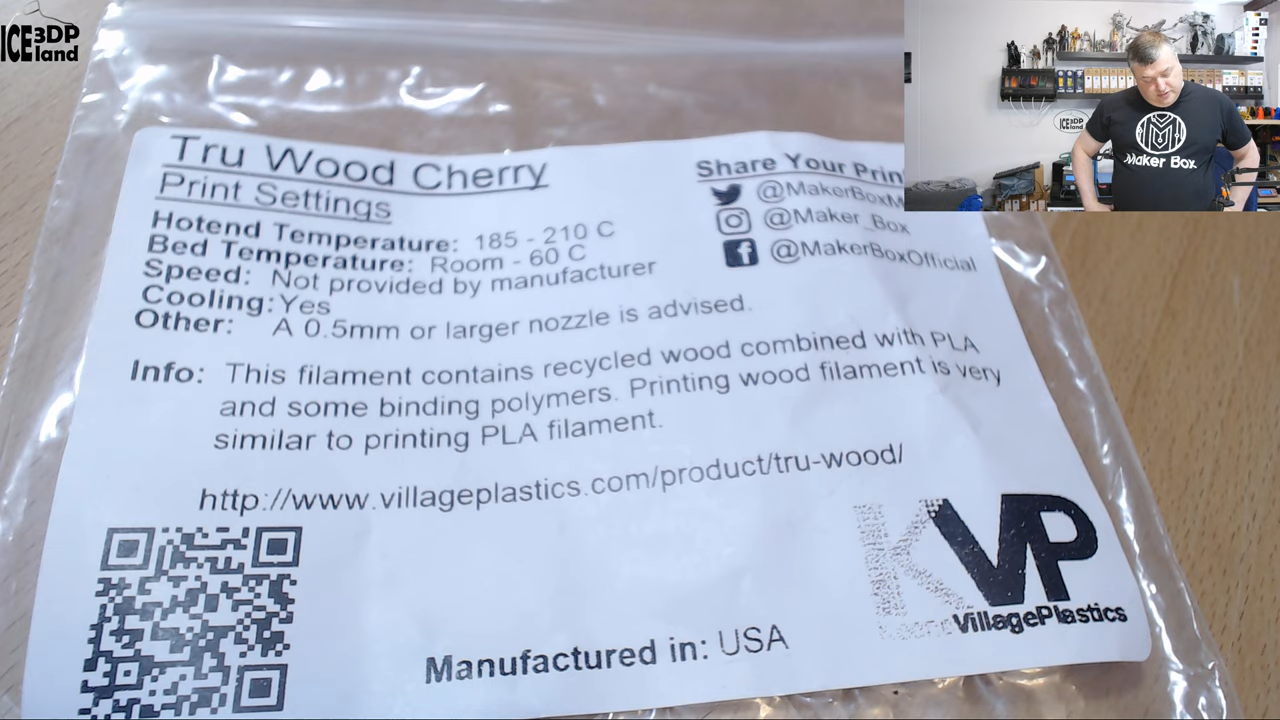 ICE 3DP land
Tru Wood Cherry
Print Settings
Hotend Temperature: 185 - 210 C
Bed Temperature: Room - 60 C
Speed: Not provided by manufacturer
Cooling: Yes
Other: A 0.5mm or larger nozzle is advised.
Info: This filament contains recycled wood combined with PLA
and some binding polymers. Printing wood filament is very
similar to printing PLA filament.
http://www.villageplastics.com/product/tru-wood/
Manufactured in: USA
Share Your Prin
@MakerBoxM
@Maker_Box
@MakerBoxOfficial
KVP
VillagePlastics
ICE 3DP land
Maker Box